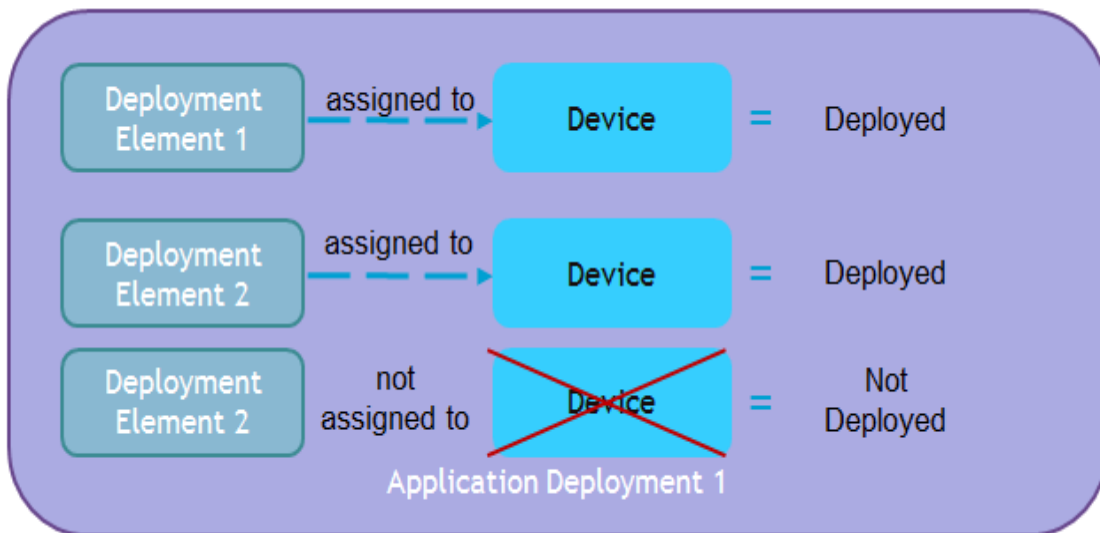 Deployment
Element 1
assigned to
Device
=
Deployed
Deployment
Element 2
assigned to
Device
=
Deployed
Deployment
Element 2
not
assigned to
Device
=
Not
Deployed
Application Deployment 1